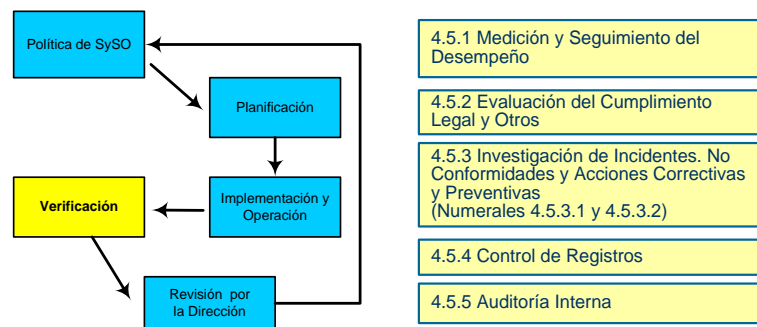 Política de SySO
Planificación
Implementación y
Operación
Verificación
Revisión por
la Dirección
4.5.1 Medición y Seguimiento del
Desempeño
4.5.2 Evaluación del Cumplimiento
Legal y Otros
4.5.3 Investigación de Incidentes. No
Conformidades y Acciones Correctivas
y Preventivas
(Numerales 4.5.3.1 y 4.5.3.2)
4.5.4 Control de Registros
4.5.5 Auditoría Interna